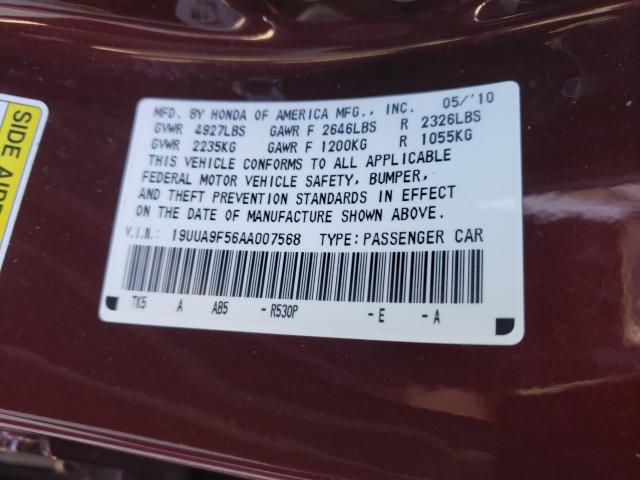 MFD. BY HONDA OF AMERICA MFG., INC. 05/'10
GVWR 4927LBS GAWR F 2646LBS R 2326LBS
GVWR 2235KG GAWR F 1200KG R 1055KG
THIS VEHICLE CONFORMS TO ALL APPLICABLE
FEDERAL MOTOR VEHICLE SAFETY, BUMPER,
AND THEFT PREVENTION STANDARDS IN EFFECT
ON THE DATE OF MANUFACTURE SHOWN ABOVE.
V.I.N.: 19UUA9F56AA007568 TYPE:PASSENGER CAR
TK5 A AB5 -R530P -E -A
SIDE